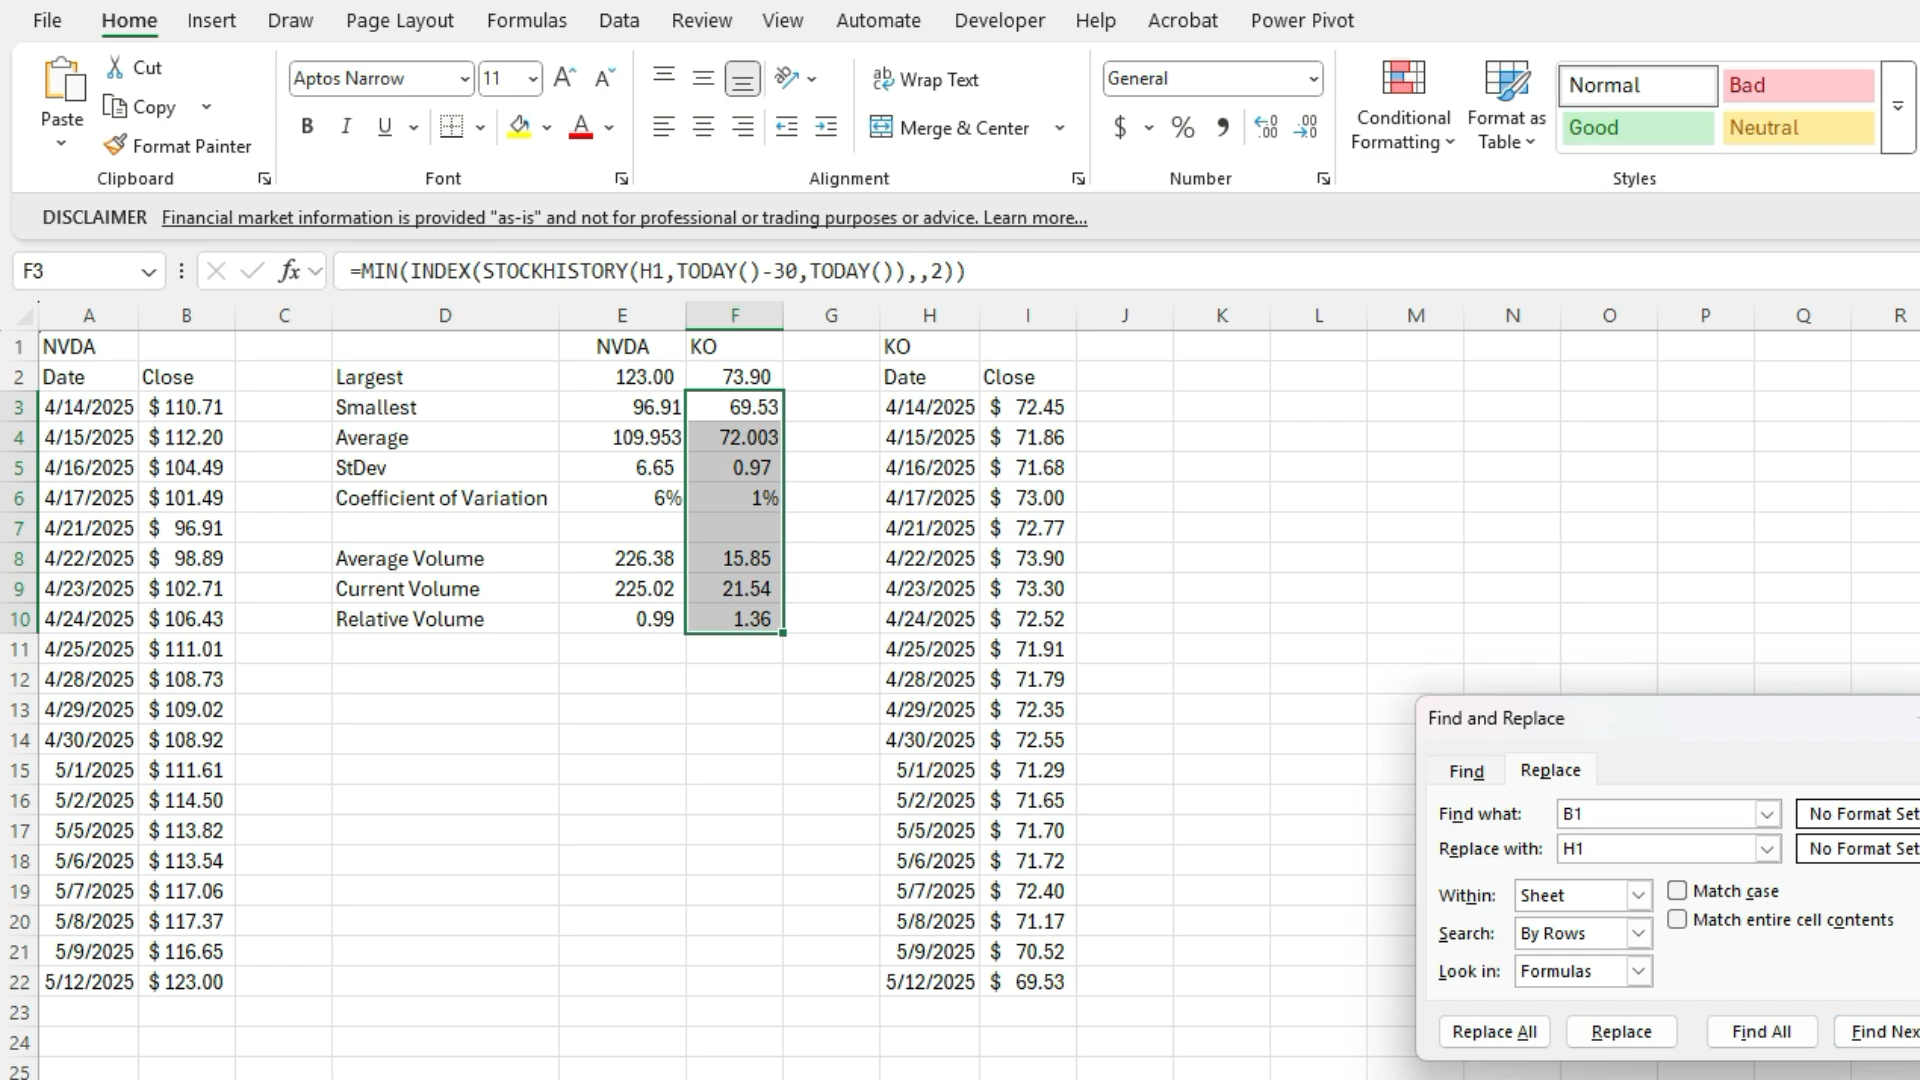 File Home Insert Draw Page Layout Formulas Data Review View Automate Developer Help Acrobat Power Pivot
Paste
Cut
Copy
Format Painter
Clipboard
Aptos Narrow 11
B I U
Font
ab Wrap Text
Merge & Center
Alignment
General
$ % 9
Number
Conditional Formatting
Format as Table
Normal Bad
Good Neutral
Styles
DISCLAIMER Financial market information is provided "as-is" and not for professional or trading purposes or advice. Learn more...
F3 fx =MIN(INDEX(STOCKHISTORY(H1,TODAY()-30,TODAY()),,2))
A B C D E F G H I J K L M N O P Q R
1 NVDA NVDA KO KO
2 Date Close Largest 123.00 73.90 Date Close
3 4/14/2025 $ 110.71 Smallest 96.91 69.53 4/14/2025 $ 72.45
4 4/15/2025 $ 112.20 Average 109.953 72.003 4/15/2025 $ 71.86
5 4/16/2025 $ 104.49 StDev 6.65 0.97 4/16/2025 $ 71.68
6 4/17/2025 $ 101.49 Coefficient of Variation 6% 1% 4/17/2025 $ 73.00
7 4/21/2025 $ 96.91 4/21/2025 $ 72.77
8 4/22/2025 $ 98.89 Average Volume 226.38 15.85 4/22/2025 $ 73.90
9 4/23/2025 $ 102.71 Current Volume 225.02 21.54 4/23/2025 $ 73.30
10 4/24/2025 $ 106.43 Relative Volume 0.99 1.36 4/24/2025 $ 72.52
11 4/25/2025 $ 111.01 4/25/2025 $ 71.91
12 4/28/2025 $ 108.73 4/28/2025 $ 71.79
13 4/29/2025 $ 109.02 4/29/2025 $ 72.35
14 4/30/2025 $ 108.92 4/30/2025 $ 72.55
15 5/1/2025 $ 111.61 5/1/2025 $ 71.29
16 5/2/2025 $ 114.50 5/2/2025 $ 71.65
17 5/5/2025 $ 113.82 5/5/2025 $ 71.70
18 5/6/2025 $ 113.54 5/6/2025 $ 71.72
19 5/7/2025 $ 117.06 5/7/2025 $ 72.40
20 5/8/2025 $ 117.37 5/8/2025 $ 71.17
21 5/9/2025 $ 116.65 5/9/2025 $ 70.52
22 5/12/2025 $ 123.00 5/12/2025 $ 69.53
23
24
25
Find and Replace
Find Replace
Find what: B1 No Format Set
Replace with: H1 No Format Set
Within: Sheet Match case
Match entire cell contents
Search: By Rows
Look in: Formulas
Replace All Replace Find All Find Nex